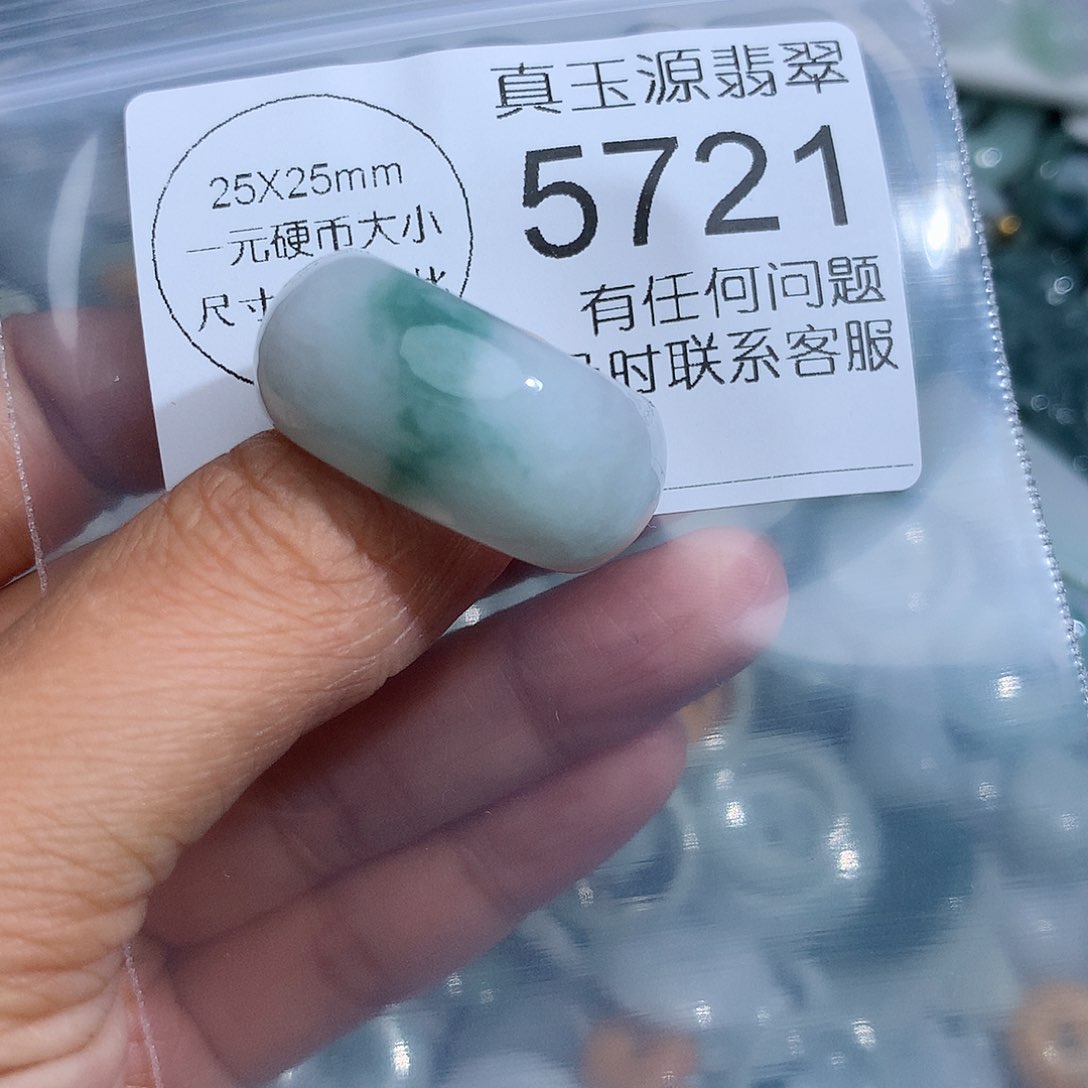 真玉源翡翠
5721
25X25mm
一元硬币大小
尺寸
比
有任何问题
时联系客服